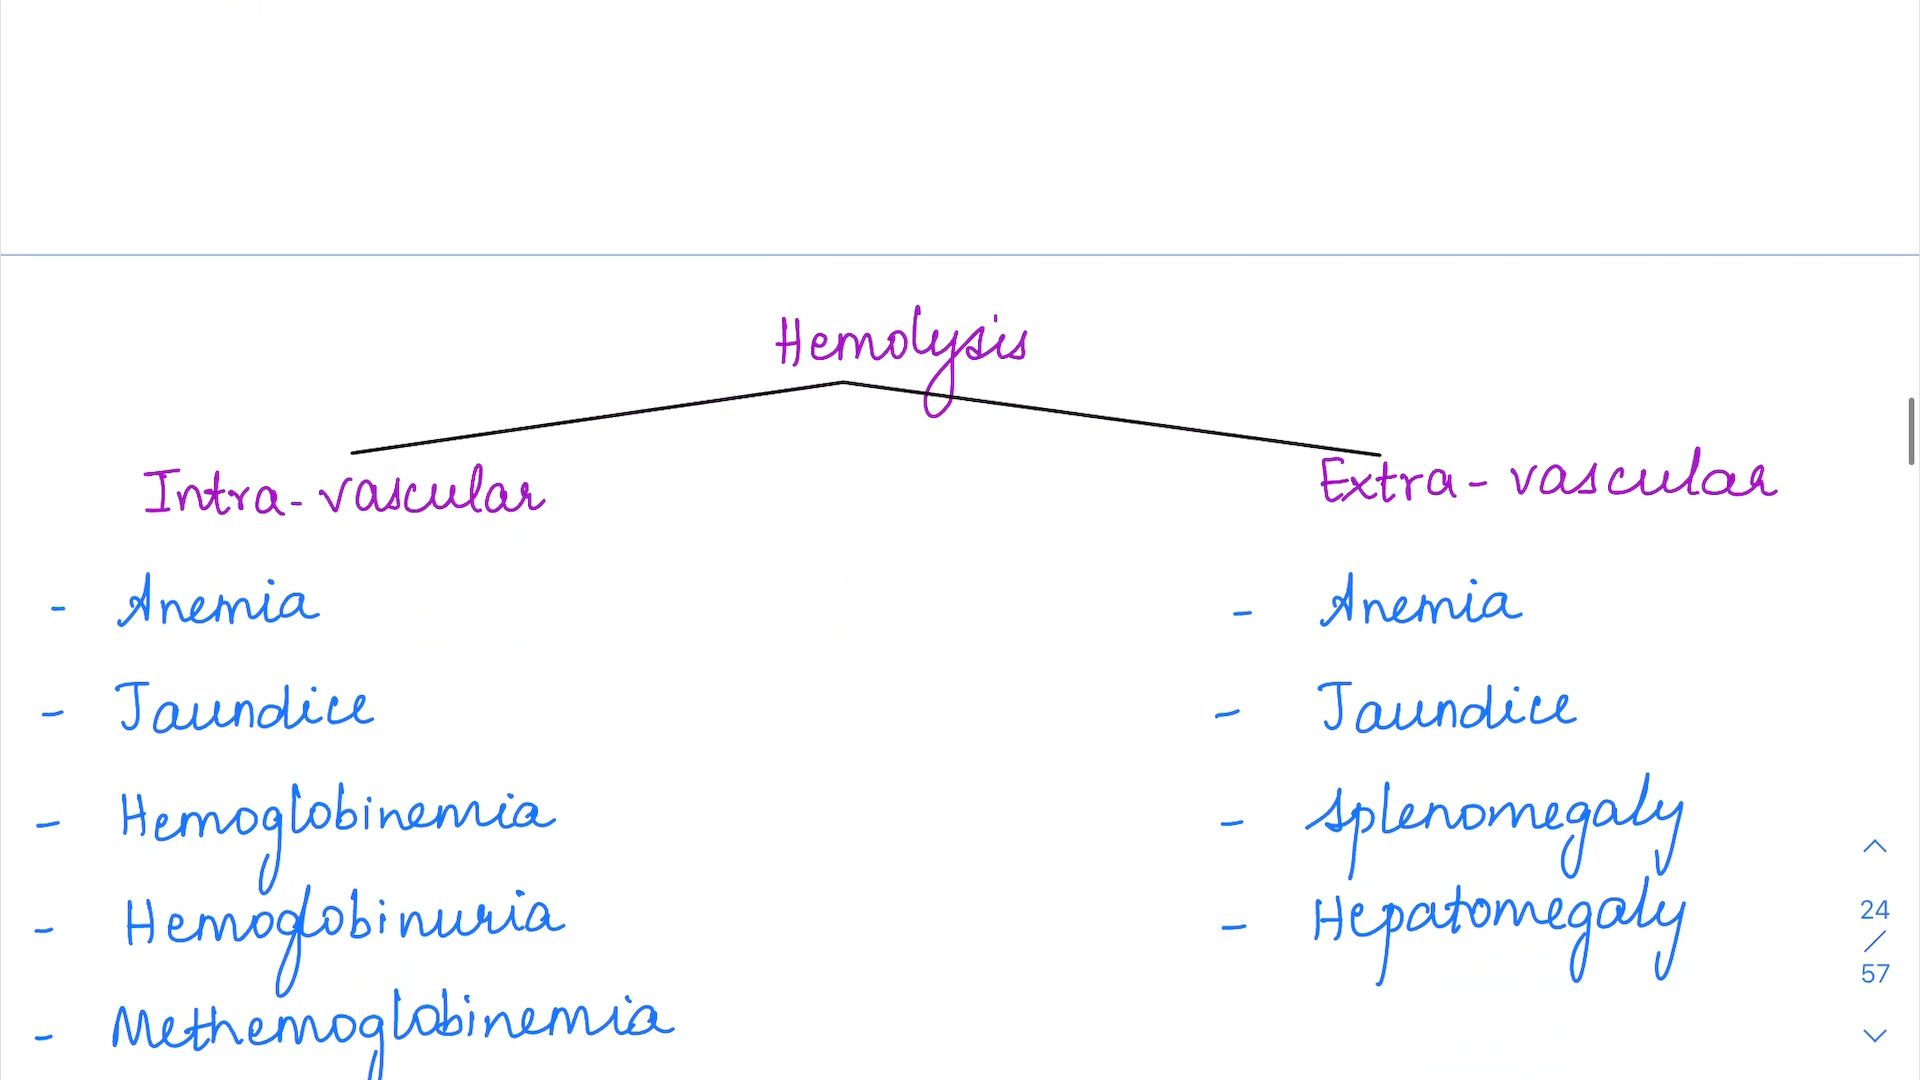 Hemolysis
Intra-vascular
Extra-vascular
- Anemia
- Jaundice
- Hemoglobinemia
- Hemoglobinuria
- Methemoglobinemia
- Anemia
- Jaundice
- Splenomegaly
- Hepatomegaly
24
/
57